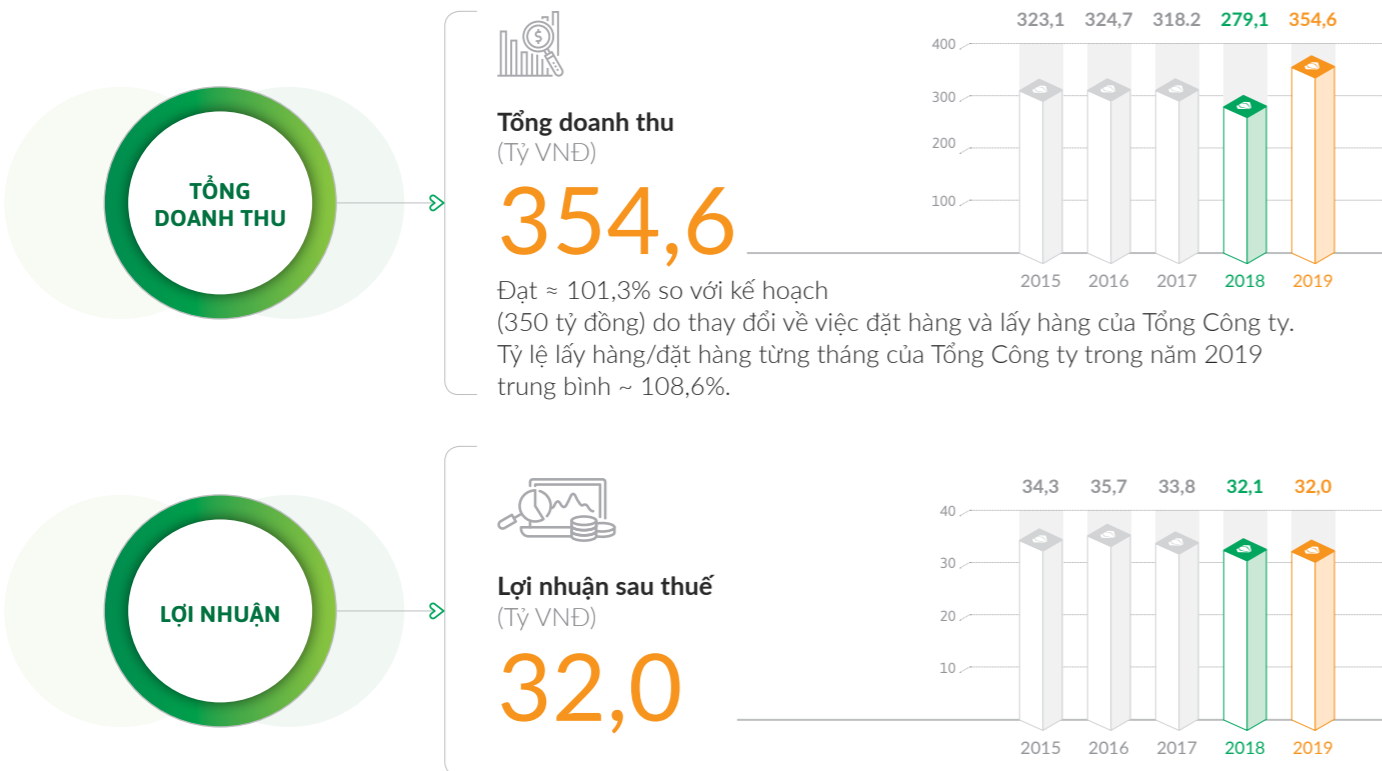 TỔNG
DOANH THU
Tổng doanh thu
(Tỷ VNĐ)
354,6
Đạt ≈ 101,3% so với kế hoạch
(350 tỷ đồng) do thay đổi về việc đặt hàng và lấy hàng của Tổng Công ty.
Tỷ lệ lấy hàng/đặt hàng từng tháng của Tổng Công ty trong năm 2019
trung bình ~ 108,6%.
323,1 324,7 318.2 279,1 354,6
400
300
200
100
2015 2016 2017 2018 2019
LỢI NHUẬN
Lợi nhuận sau thuế
(Tỷ VNĐ)
32,0
34,3 35,7 33,8 32,1 32,0
40
30
20
10
2015 2016 2017 2018 2019